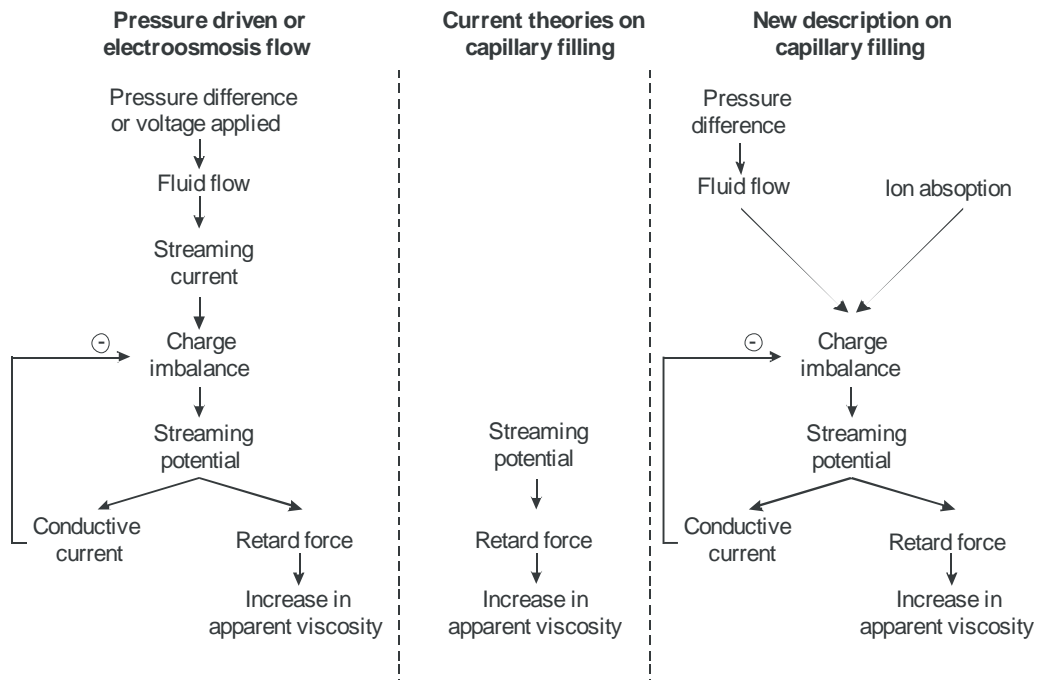 Pressure driven or
electroosmosis flow
Pressure difference
or voltage applied
Fluid flow
Streaming
current
-
Charge
imbalance
Streaming
potential
Conductive
current
Retard force
Increase in
apparent viscosity
Current theories on
capillary filling
Streaming
potential
Retard force
Increase in
apparent viscosity
New description on
capillary filling
Pressure
difference
Fluid flow
Ion absoption
-
Charge
imbalance
Streaming
potential
Conductive
current
Retard force
Increase in
apparent viscosity